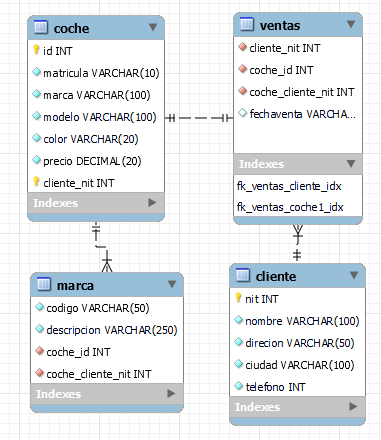 coche
id INT
matricula VARCHAR(10)
marca VARCHAR(100)
modelo VARCHAR(100)
color VARCHAR(20)
precio DECIMAL(20)
cliente_nit INT
Indexes
ventas
cliente_nit INT
coche_id INT
coche_cliente_nit INT
fechaventa VARCHA...
Indexes
fk_ventas_cliente_idx
fk_ventas_coche1_idx
marca
codigo VARCHAR(50)
descripcion VARCHAR(250)
coche_id INT
coche_cliente_nit INT
Indexes
cliente
nit INT
nombre VARCHAR(100)
direcion VARCHAR(50)
ciudad VARCHAR(100)
telefono INT
Indexes